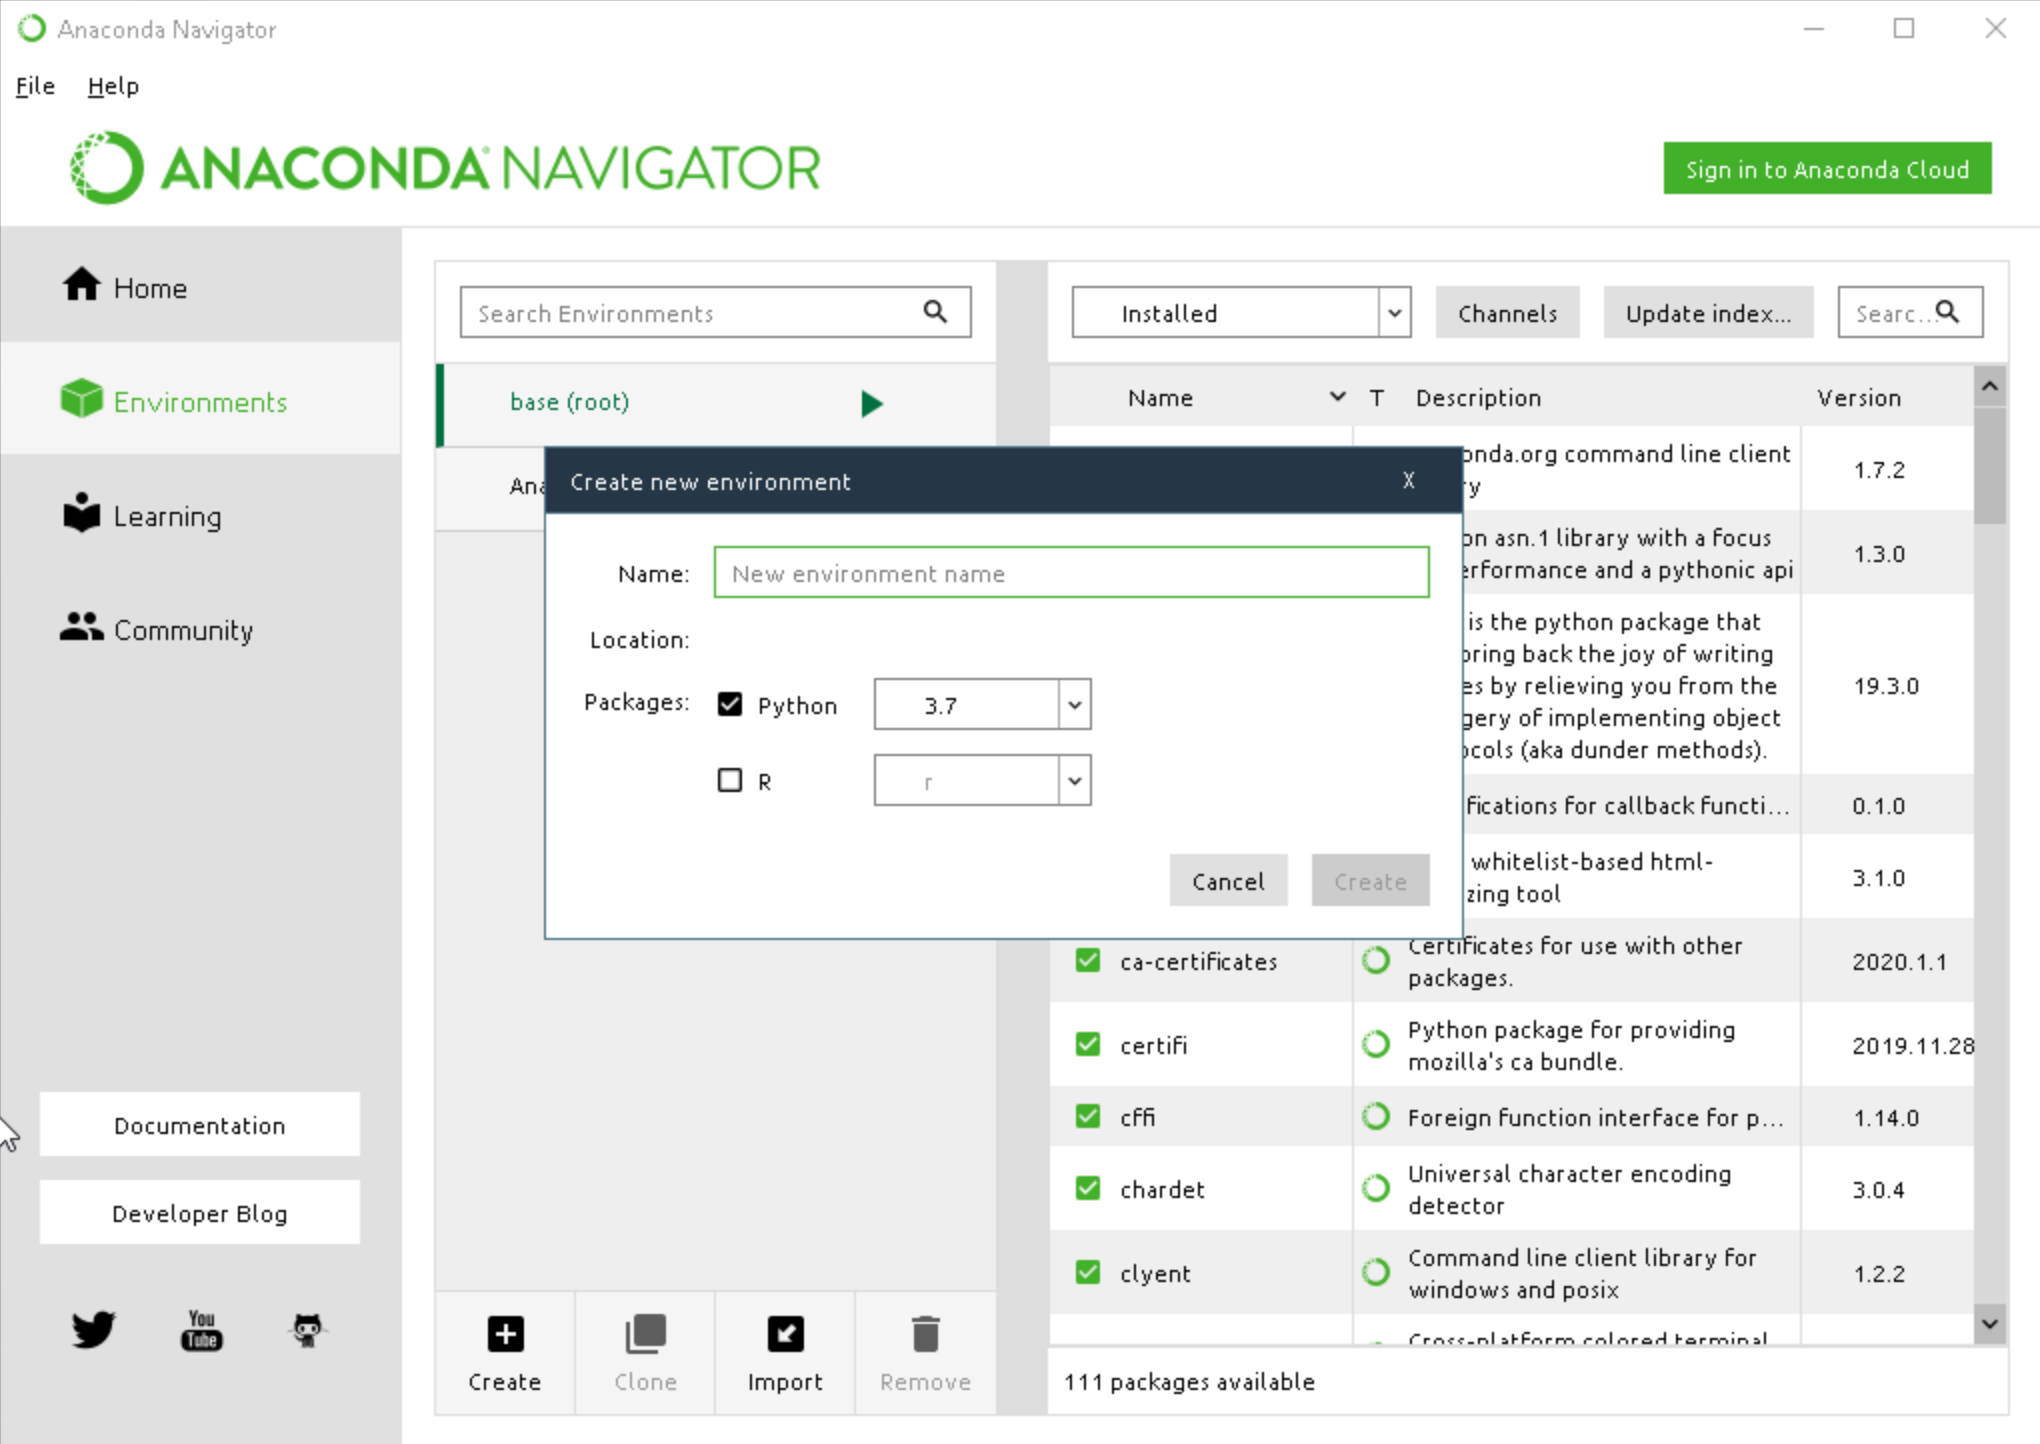 Anaconda Navigator
File Help
ANACONDA NAVIGATOR
Sign in to Anaconda Cloud
Home
Environments
Learning
Community
Documentation
Developer Blog
You
Tube
Search Environments
base (root)
Ana
Create
Clone
Import
Remove
Installed
Channels
Update index...
Searc...
Name T Description Version
onda.org command line client
y
1.7.2
on asn.1 library with a focus
erformance and a pythonic api
1.3.0
is the python package that
bring back the joy of writing
es by relieving you from the
gery of implementing object
ocols (aka dunder methods).
19.3.0
fications for callback functi...
0.1.0
whitelist-based html-
zing tool
3.1.0
ca-certificates
Certificates for use with other
packages.
2020.1.1
certifi
Python package for providing
mozilla's ca bundle.
2019.11.28
cffi
Foreign function interface for p...
1.14.0
chardet
Universal character encoding
detector
3.0.4
clyent
Command line client library for
windows and posix
1.2.2
Cross-platform colored terminal
111 packages available
Create new environment X
Name: New environment name
Location:
Packages: Python 3.7
R r
Cancel Create